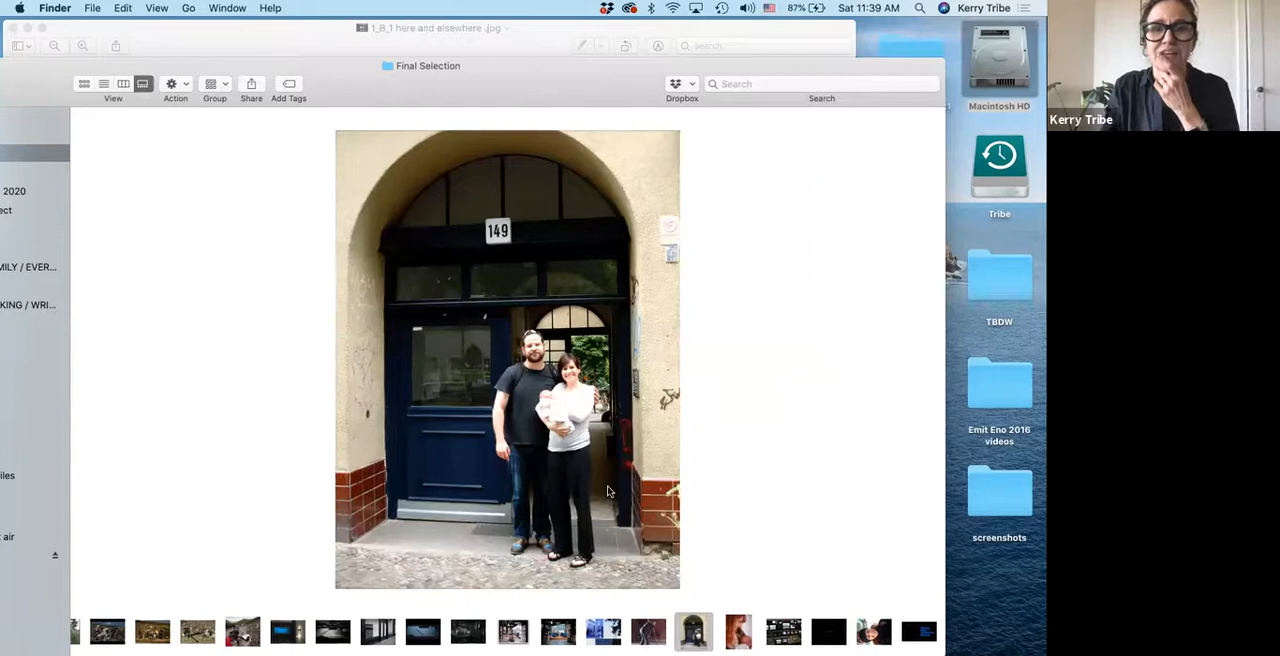 Finder File Edit View Go Window Help
87% Sat 11:39 AM Kerry Tribe
1_B_1 here and elsewhere .jpg
Search
Final Selection
Search
View Action Group Share Add Tags Dropbox Search
Macintosh HD
Kerry Tribe
2020
ect
Tribe
149
MILY / EVER...
KING / WRI...
TBDW
Emit Eno 2016
videos
iles
t air
screenshots